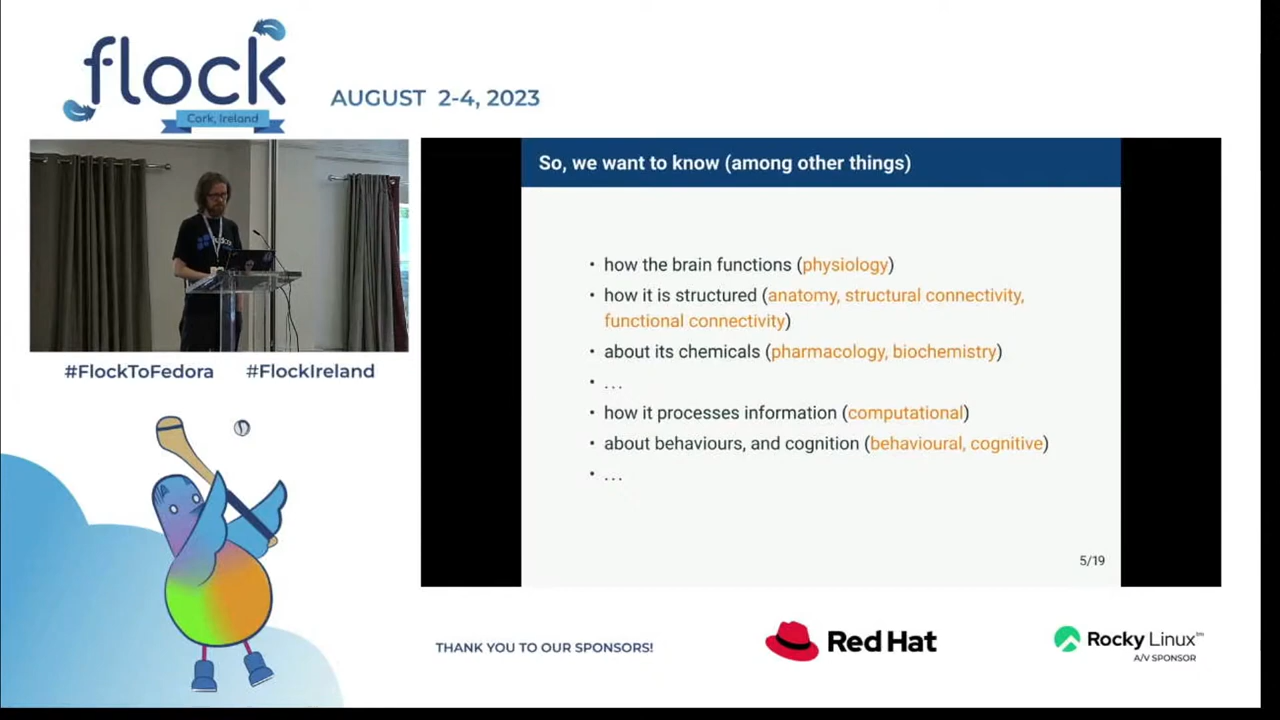 flock
Cork, Ireland
AUGUST 2-4, 2023
So, we want to know (among other things)
• how the brain functions (physiology)
• how it is structured (anatomy, structural connectivity,
functional connectivity)
• about its chemicals (pharmacology, biochemistry)
• ...
• how it processes information (computational)
• about behaviours, and cognition (behavioural, cognitive)
• ...
5/19
#FlockToFedora #FlockIreland
THANK YOU TO OUR SPONSORS!
Red Hat
Rocky Linux™
A/V SPONSOR